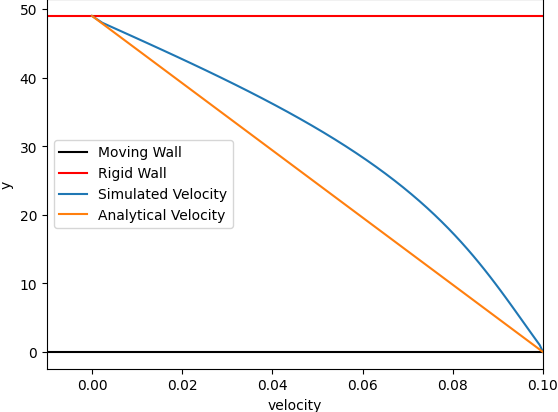 50
40
30
20
10
0
y
Moving Wall
Rigid Wall
Simulated Velocity
Analytical Velocity
0.00 0.02 0.04 0.06 0.08 0.10
velocity